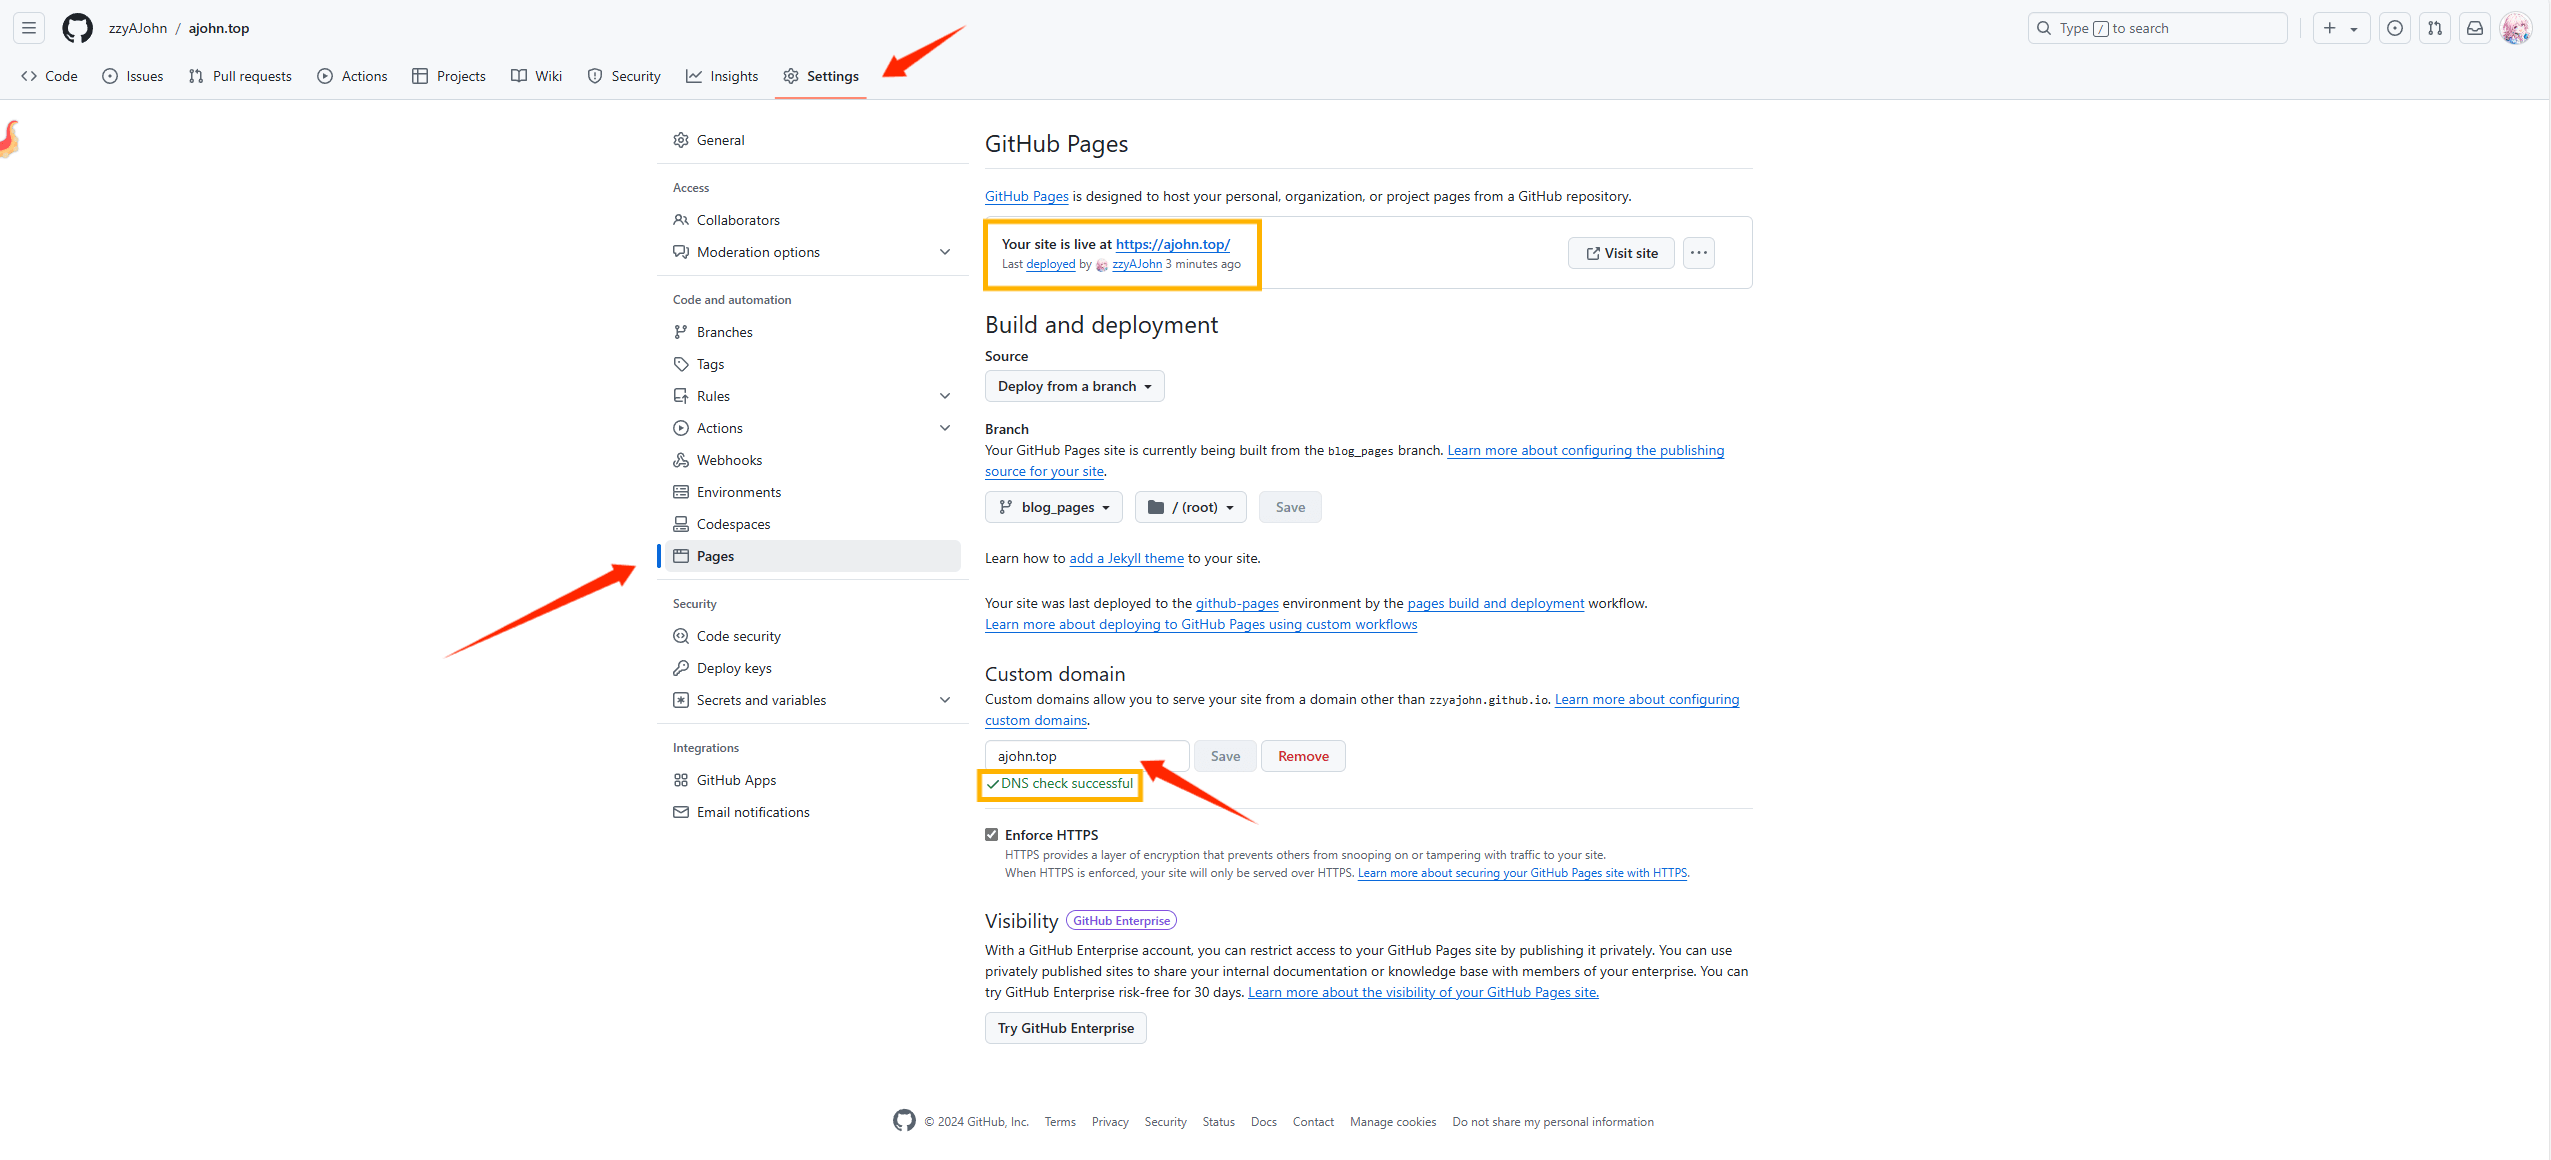 zzyAJohn / ajohn.top
Type / to search
Code Issues Pull requests Actions Projects Wiki Security Insights Settings
General
Access
Collaborators
Moderation options
Code and automation
Branches
Tags
Rules
Actions
Webhooks
Environments
Codespaces
Pages
Security
Code security
Deploy keys
Secrets and variables
Integrations
GitHub Apps
Email notifications
GitHub Pages
GitHub Pages is designed to host your personal, organization, or project pages from a GitHub repository.
Your site is live at https://ajohn.top/
Last deployed by zzyAJohn 3 minutes ago
Visit site
Build and deployment
Source
Deploy from a branch
Branch
Your GitHub Pages site is currently being built from the blog_pages branch. Learn more about configuring the publishing
source for your site.
blog_pages / (root) Save
Learn how to add a Jekyll theme to your site.
Your site was last deployed to the github-pages environment by the pages build and deployment workflow.
Learn more about deploying to GitHub Pages using custom workflows
Custom domain
Custom domains allow you to serve your site from a domain other than zzyajohn.github.io. Learn more about configuring
custom domains.
ajohn.top Save Remove
DNS check successful
Enforce HTTPS
HTTPS provides a layer of encryption that prevents others from snooping on or tampering with traffic to your site.
When HTTPS is enforced, your site will only be served over HTTPS. Learn more about securing your GitHub Pages site with HTTPS.
Visibility GitHub Enterprise
With a GitHub Enterprise account, you can restrict access to your GitHub Pages site by publishing it privately. You can use
privately published sites to share your internal documentation or knowledge base with members of your enterprise. You can
try GitHub Enterprise risk-free for 30 days. Learn more about the visibility of your GitHub Pages site.
Try GitHub Enterprise
© 2024 GitHub, Inc. Terms Privacy Security Status Docs Contact Manage cookies Do not share my personal information